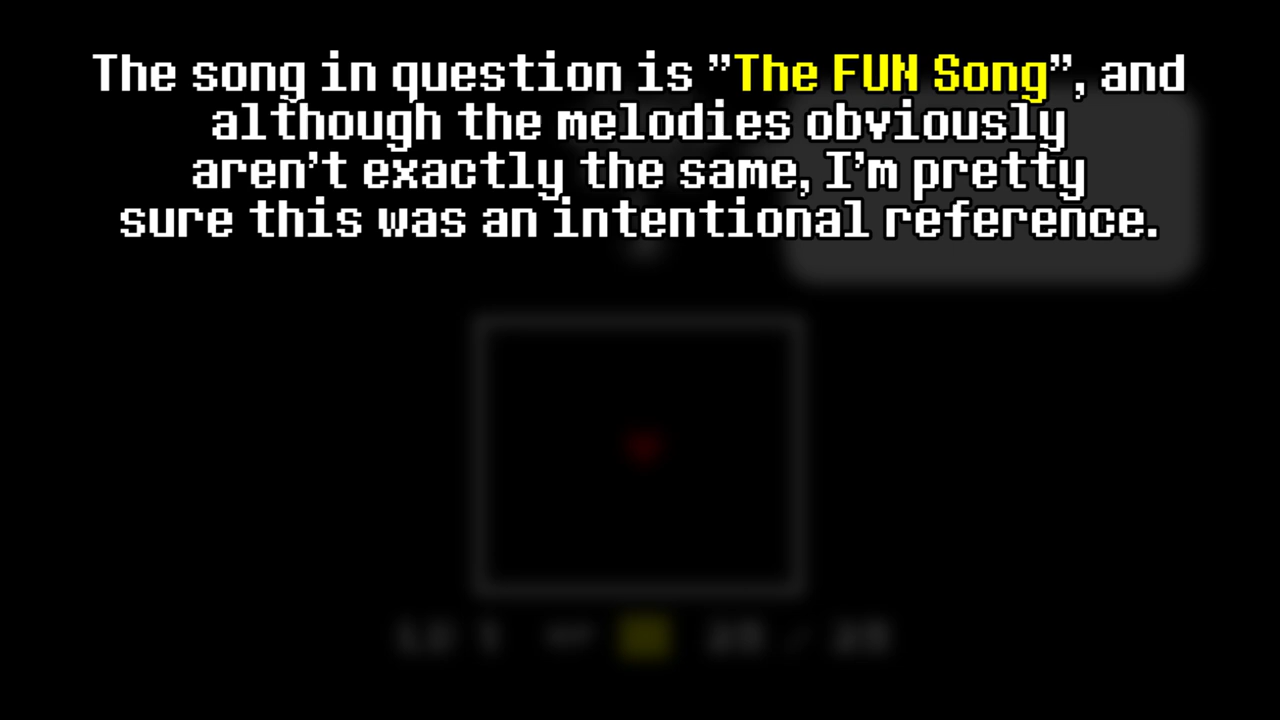 The song in question is ”The FUN Song”, and
although the melodies obviously
aren’t exactly the same, I’m pretty
sure this was an intentional reference.